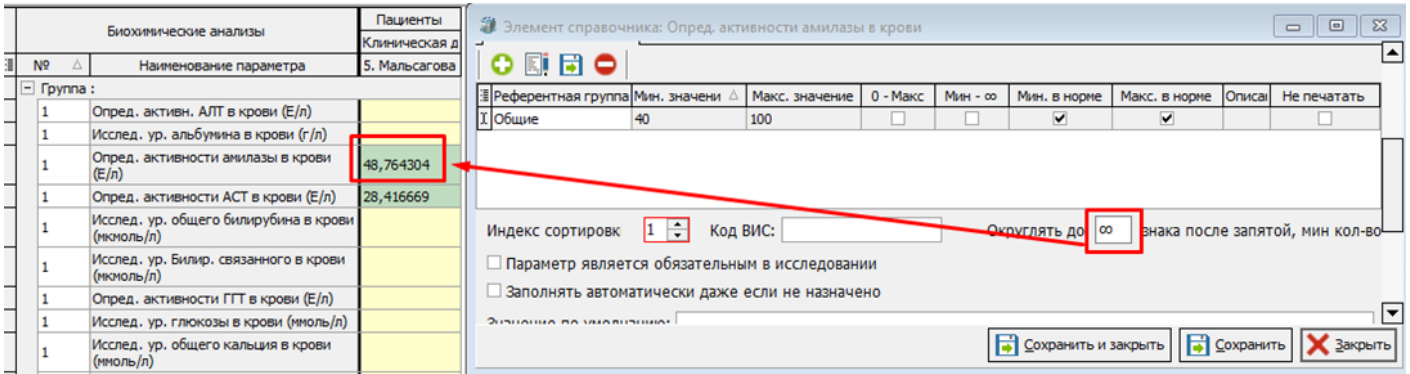 Биохимические анализы
Пациенты
Клиническая д
№ Наименование параметра 5. Мальсагова
Группа :
1 Опред. активн. АЛТ в крови (Е/л)
1 Исслед. ур. альбумина в крови (г/л)
1 Опред. активности амилазы в крови (Е/л) 48,764304
1 Опред. активности АСТ в крови (Е/л) 28,416669
1 Исслед. ур. общего билирубина в крови (мкмоль/л)
1 Исслед. ур. Билир. связанного в крови (мкмоль/л)
1 Опред. активности ГГТ в крови (Е/л)
1 Исслед. ур. глюкозы в крови (ммоль/л)
1 Исслед. ур. общего кальция в крови (ммоль/л)
Элемент справочника: Опред. активности амилазы в крови
Референтная группа Мин. значени Макс. значение 0 - Макс Мин - ∞ Мин. в норме Макс. в норме Описан Не печатать
Общие 40 100
Индекс сортировк 1 Код ВИС: Округлять до ∞ знака после запятой, мин кол-во
Параметр является обязательным в исследовании
Заполнять автоматически даже если не назначено
Значение по умолчанию:
Сохранить и закрыть Сохранить Закрыть